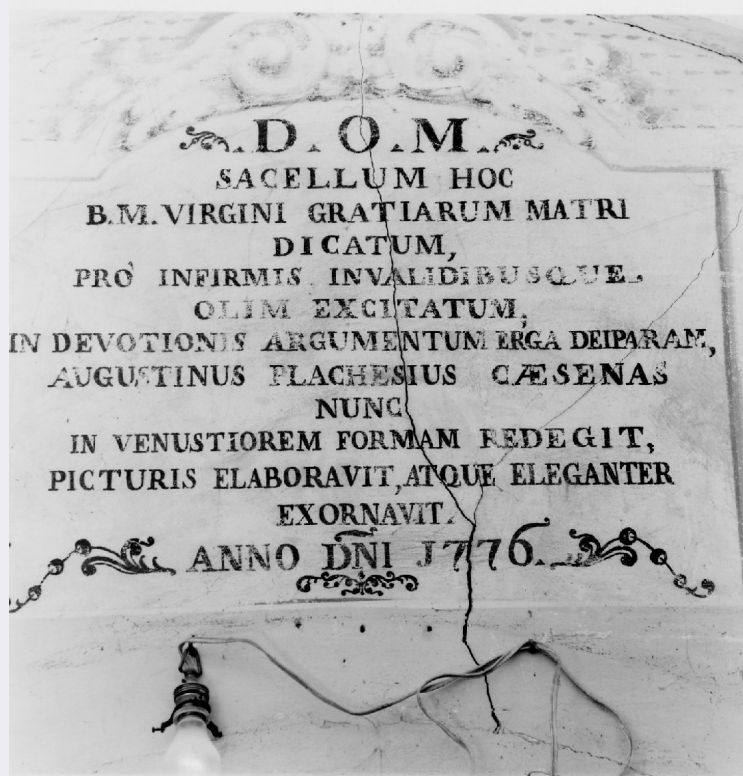 D.O.M.
SACELLUM HOC
B.M.VIRGINI GRATIARUM MATRI
DICATUM,
PRO INFIRMIS INVALIDIBUSQUE
OLIM EXCITATUM,
IN DEVOTIONIS ARGUMENTUM ERGA DEIPARAM,
AUGUSTINUS PLACHESIUS CÆSENAS
NUNC
IN VENUSTIOREM FORMAM REDEGIT,
PICTURIS ELABORAVIT, ATQUE ELEGANTER
EXORNAVIT.
ANNO DNI 1776.